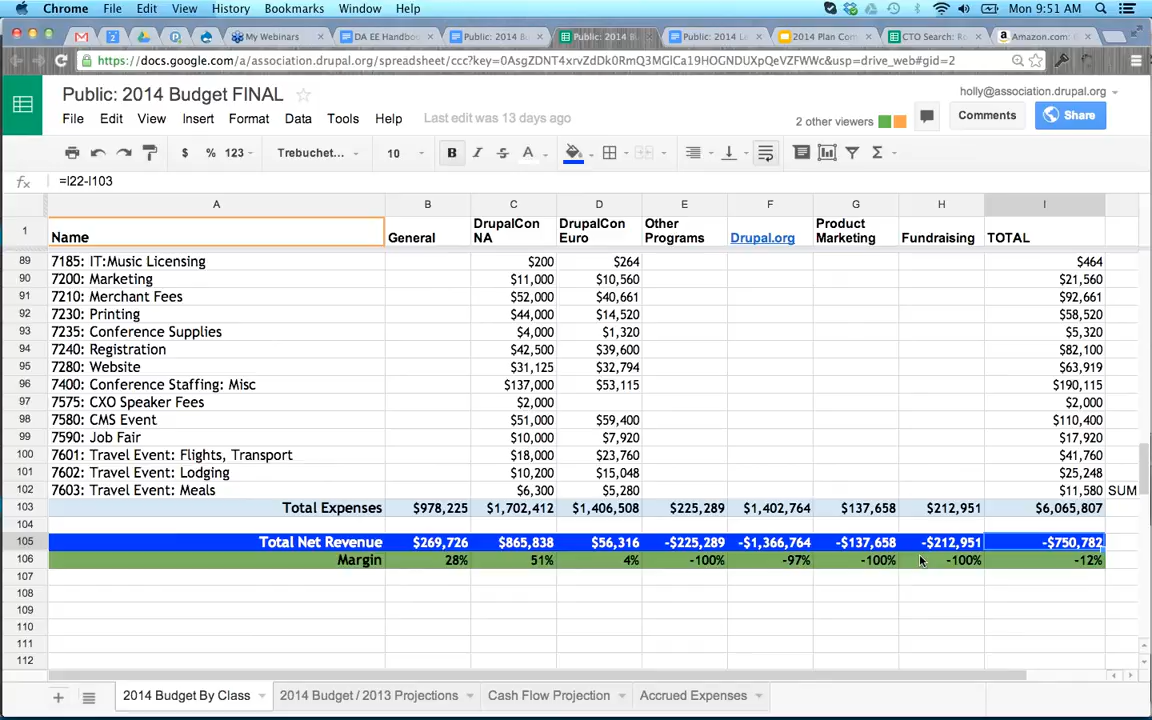 Chrome File Edit View History Bookmarks Window Help Mon 9:51 AM
My Webinars DA EE Handbo Public: 2014 B Public: 2014 B Public: 2014 L 2014 Plan Con CTO Search: R Amazon.com:
https://docs.google.com/a/association.drupal.org/spreadsheet/ccc?key=0AsgZDNT4xrvZdDk0RmQ3MGlCa19HOGNDUXpQeVZFWWc&usp=drive_web#gid=2
Public: 2014 Budget FINAL holly@association.drupal.org
File Edit View Insert Format Data Tools Help Last edit was 13 days ago 2 other viewers Comments Share
$ % 123 Trebuchet... 10 B I S A Σ
fx =I22-I103
A B C D E F G H I
1 Name General DrupalCon NA DrupalCon Euro Other Programs Drupal.org Product Marketing Fundraising TOTAL
89 7185: IT:Music Licensing $200 $264 $464
90 7200: Marketing $11,000 $10,560 $21,560
91 7210: Merchant Fees $52,000 $40,661 $92,661
92 7230: Printing $44,000 $14,520 $58,520
93 7235: Conference Supplies $4,000 $1,320 $5,320
94 7240: Registration $42,500 $39,600 $82,100
95 7280: Website $31,125 $32,794 $63,919
96 7400: Conference Staffing: Misc $137,000 $53,115 $190,115
97 7575: CXO Speaker Fees $2,000 $2,000
98 7580: CMS Event $51,000 $59,400 $110,400
99 7590: Job Fair $10,000 $7,920 $17,920
100 7601: Travel Event: Flights, Transport $18,000 $23,760 $41,760
101 7602: Travel Event: Lodging $10,200 $15,048 $25,248
102 7603: Travel Event: Meals $6,300 $5,280 $11,580 SUM
103 Total Expenses $978,225 $1,702,412 $1,406,508 $225,289 $1,402,764 $137,658 $212,951 $6,065,807
104
105 Total Net Revenue $269,726 $865,838 $56,316 -$225,289 -$1,366,764 -$137,658 -$212,951 -$750,782
106 Margin 28% 51% 4% -100% -97% -100% -100% -12%
107
108
109
110
111
112
2014 Budget By Class 2014 Budget / 2013 Projections Cash Flow Projection Accrued Expenses